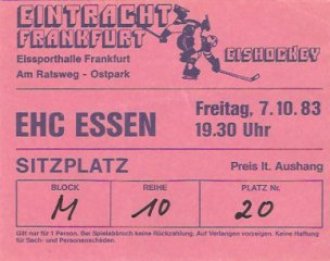 EINTRACHT
FRANKFURT
EISHOCKEY
Eissporthalle Frankfurt
Am Ratsweg - Ostpark
EHC ESSEN
Freitag, 7.10.83
19.30 Uhr
SITZPLATZ
Preis lt. Aushang
BLOCK
REIHE
PLATZ Nr.
M
10
20
Gilt nur für 1 Person. Bei Spielabbruch keine Rückzahlung. Auf Verlangen vorzeigen. Keine Haftung
für Sach- und Personenschäden.